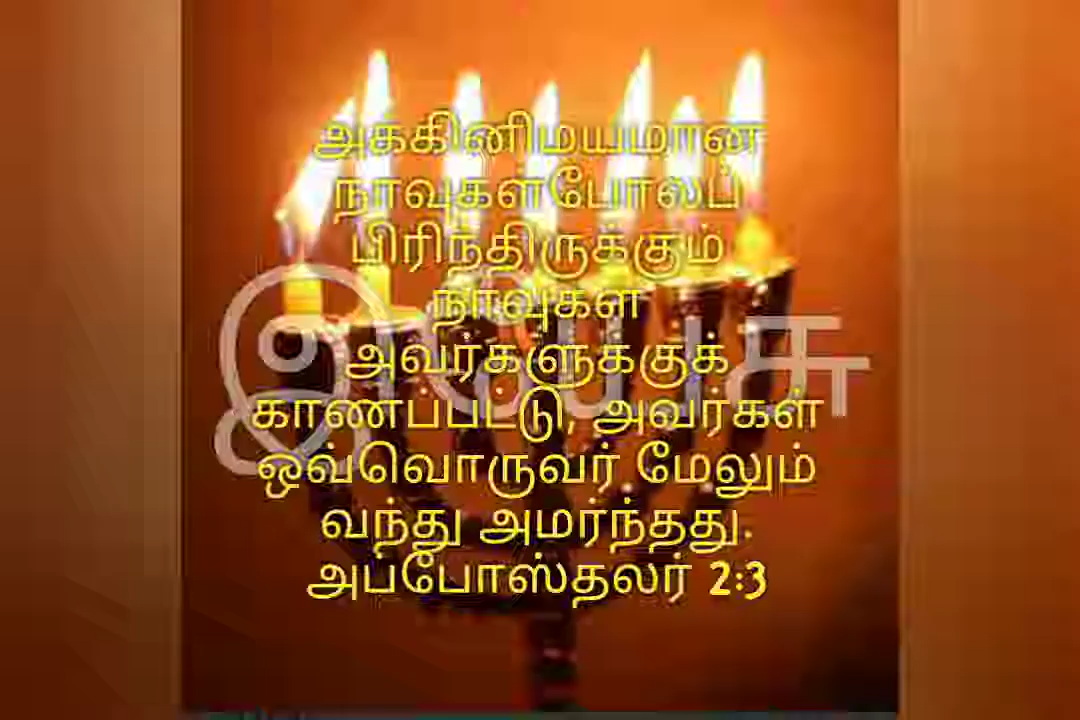 அக்கினிமயமான
நாவுகள்போலப்
பிரிந்திருக்கும்
நாவுகள்
அவர்களுக்குக்
காணப்பட்டு, அவர்கள்
ஒவ்வொருவர் மேலும்
வந்து அமர்ந்தது.
அப்போஸ்தலர் 2:3
இயேசு